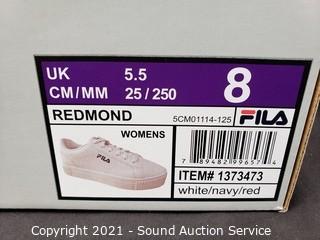 UK 5.5
CM/MM 25/250
8
REDMOND
5CM01114-125
FILA
WOMENS
7 89482 99657 4
ITEM# 1373473
white/navy/red
Copyright 2021 - Sound Auction Service